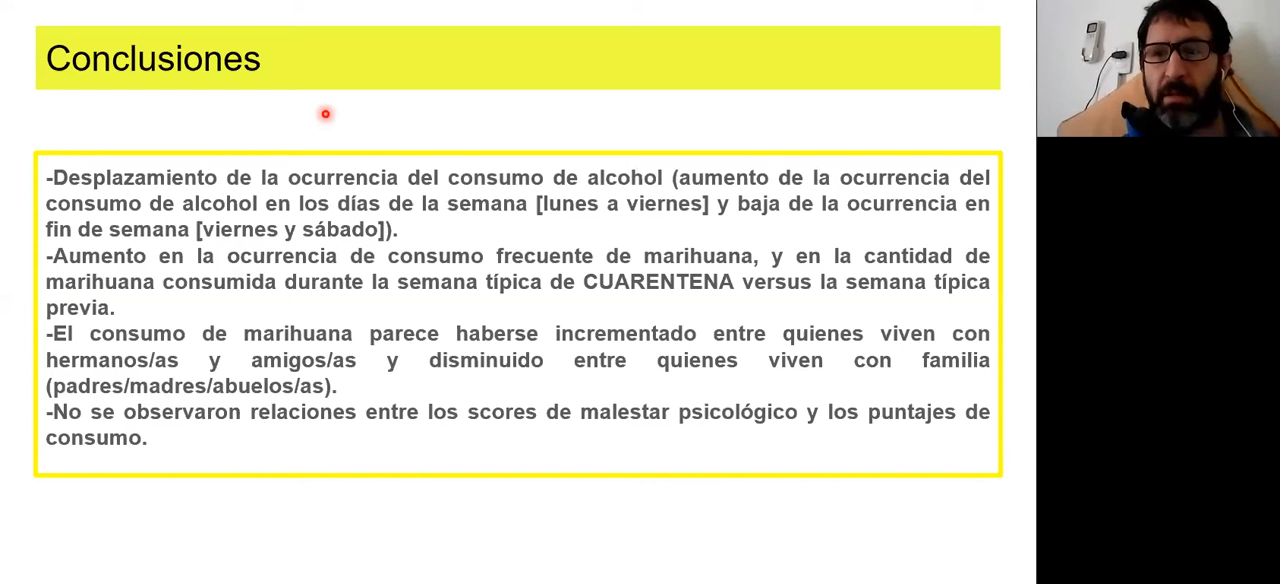 Conclusiones
-Desplazamiento de la ocurrencia del consumo de alcohol (aumento de la ocurrencia del
consumo de alcohol en los días de la semana [lunes a viernes] y baja de la ocurrencia en
fin de semana [viernes y sábado]).
-Aumento en la ocurrencia de consumo frecuente de marihuana, y en la cantidad de
marihuana consumida durante la semana típica de CUARENTENA versus la semana típica
previa.
-El consumo de marihuana parece haberse incrementado entre quienes viven con
hermanos/as y amigos/as y disminuido entre quienes viven con familia
(padres/madres/abuelos/as).
-No se observaron relaciones entre los scores de malestar psicológico y los puntajes de
consumo.